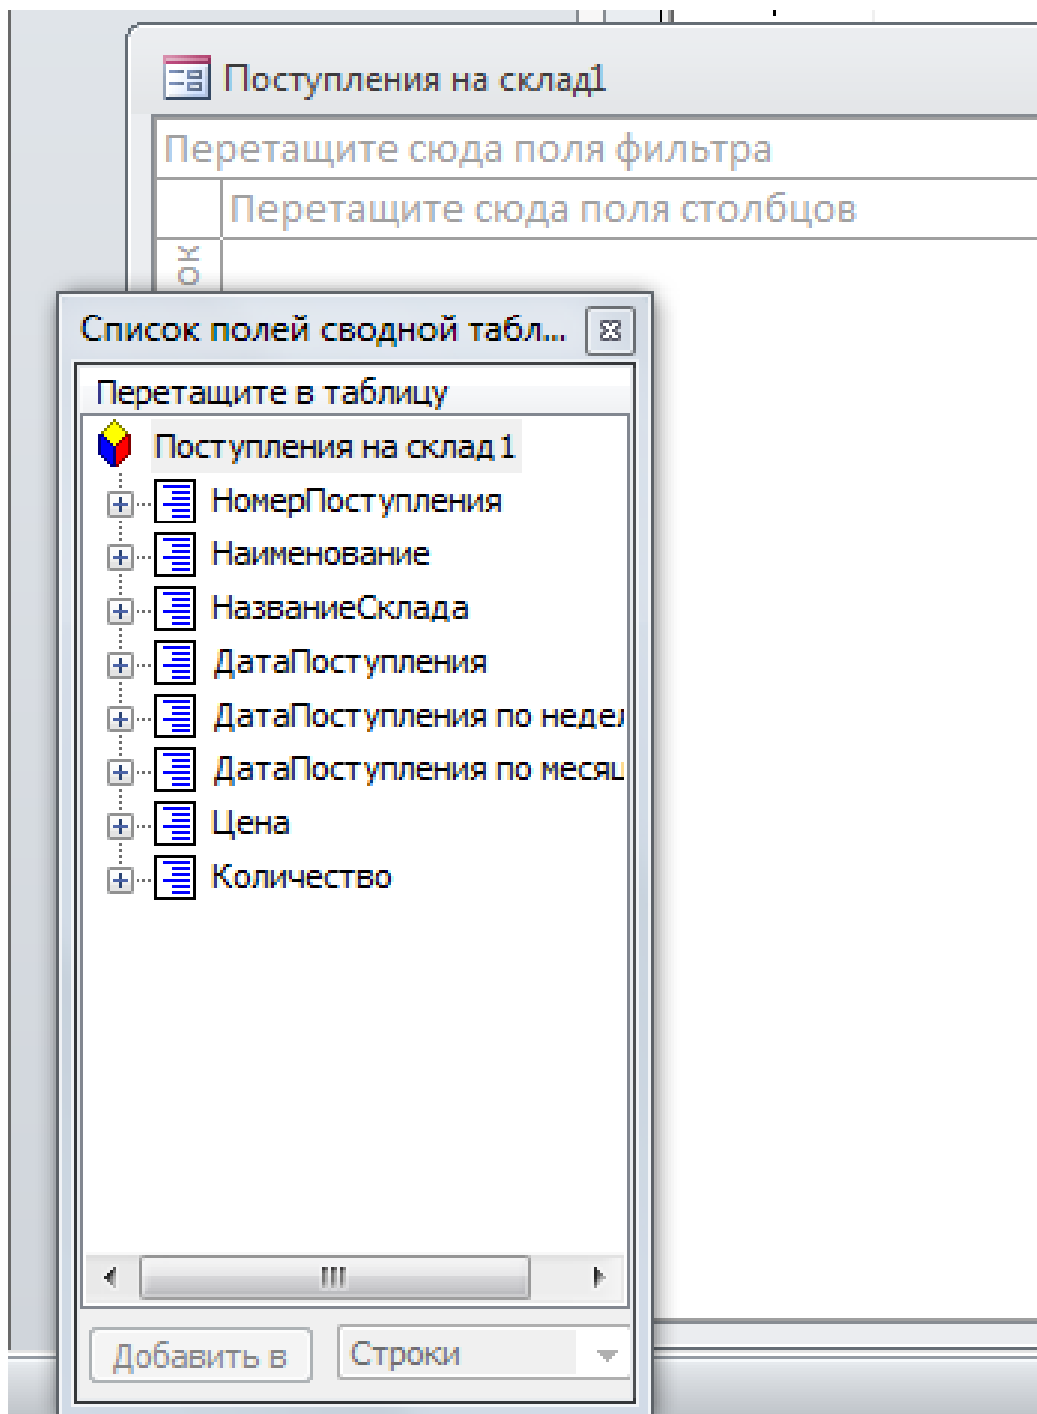 Поступления на склад1
Перетащите сюда поля фильтра
Перетащите сюда поля столбцов
ок
Список полей сводной табл...
Перетащите в таблицу
Поступления на склад1
НомерПоступления
Наименование
НазваниеСклада
ДатаПоступления
ДатаПоступления по недел
ДатаПоступления по месяц
Цена
Количество
Добавить в
Строки